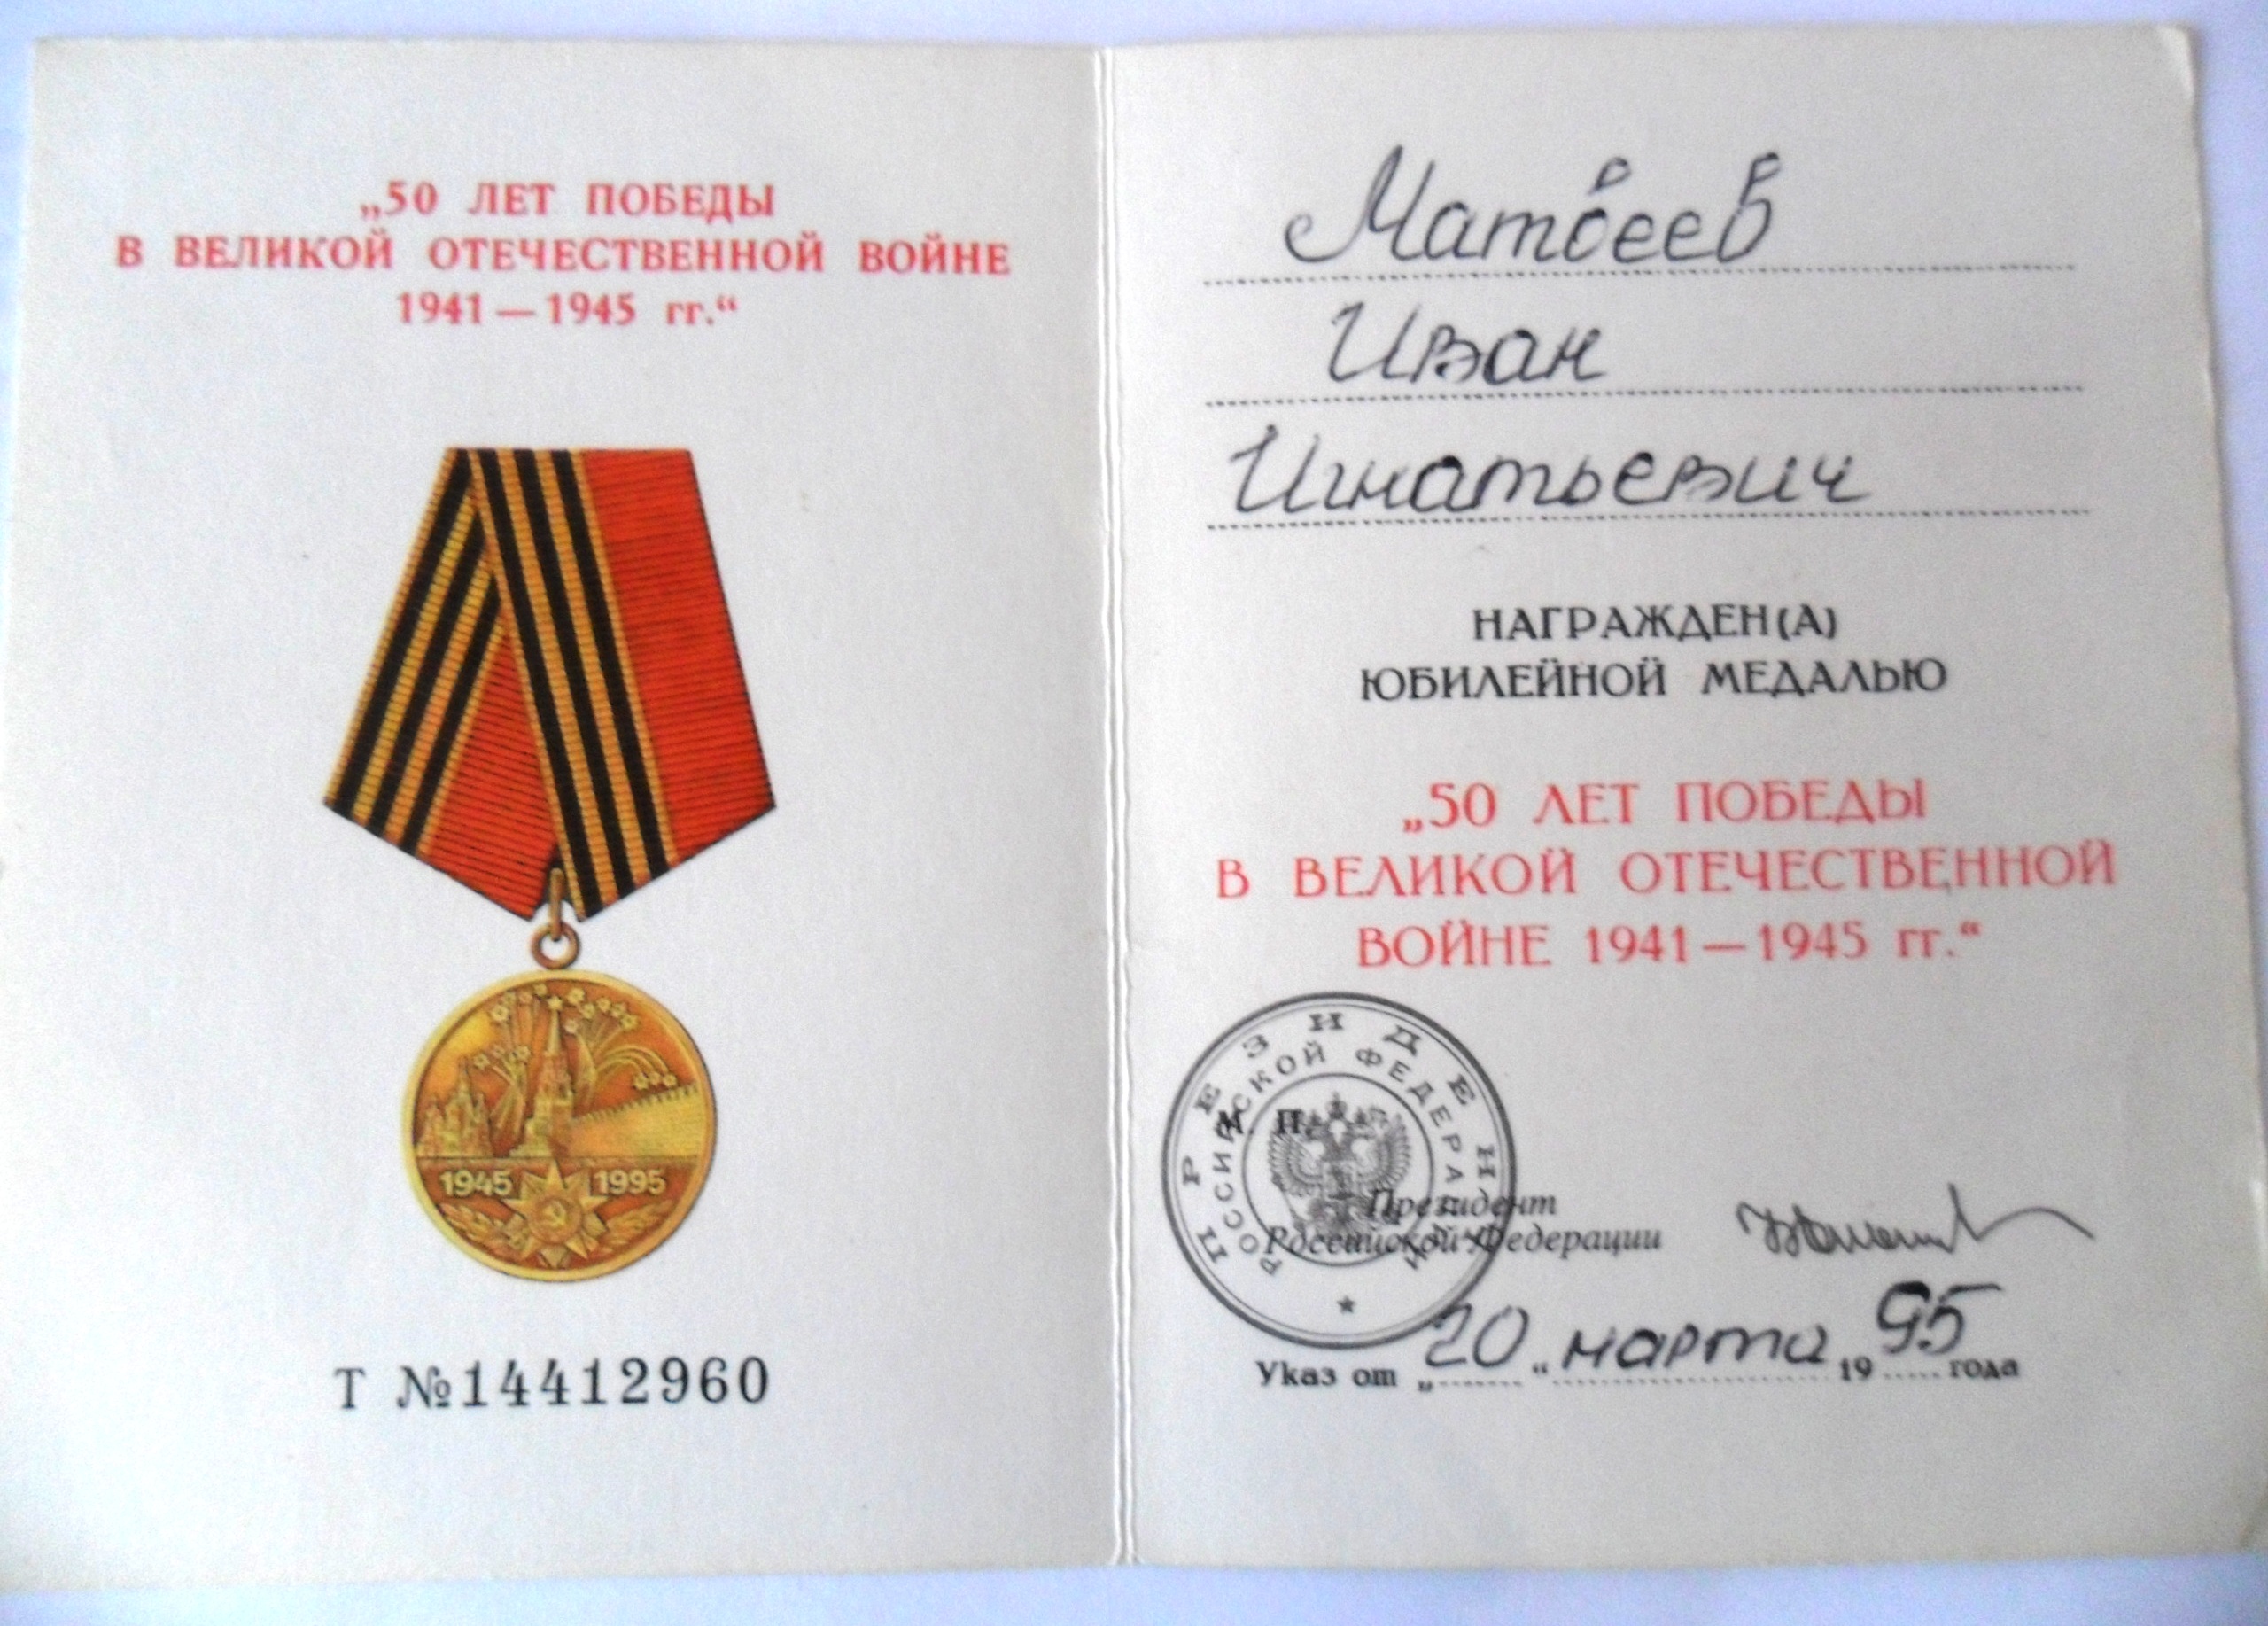 „50 ЛЕТ ПОБЕДЫ
В ВЕЛИКОЙ ОТЕЧЕСТВЕННОЙ ВОЙНЕ
1941—1945 гг.“
1945 1995
Т №14412960
Матвеев
Иван
Игнатьевич
НАГРАЖДЕН(А)
ЮБИЛЕЙНОЙ МЕДАЛЬЮ
„50 ЛЕТ ПОБЕДЫ
В ВЕЛИКОЙ ОТЕЧЕСТВЕННОЙ
ВОЙНЕ 1941—1945 гг.“
ПРЕЗИДЕНТ
РОССИЙСКОЙ ФЕДЕРАЦИИ
М. П.
Президент
Российской Федерации
Указ от „20“ марта 1995 года